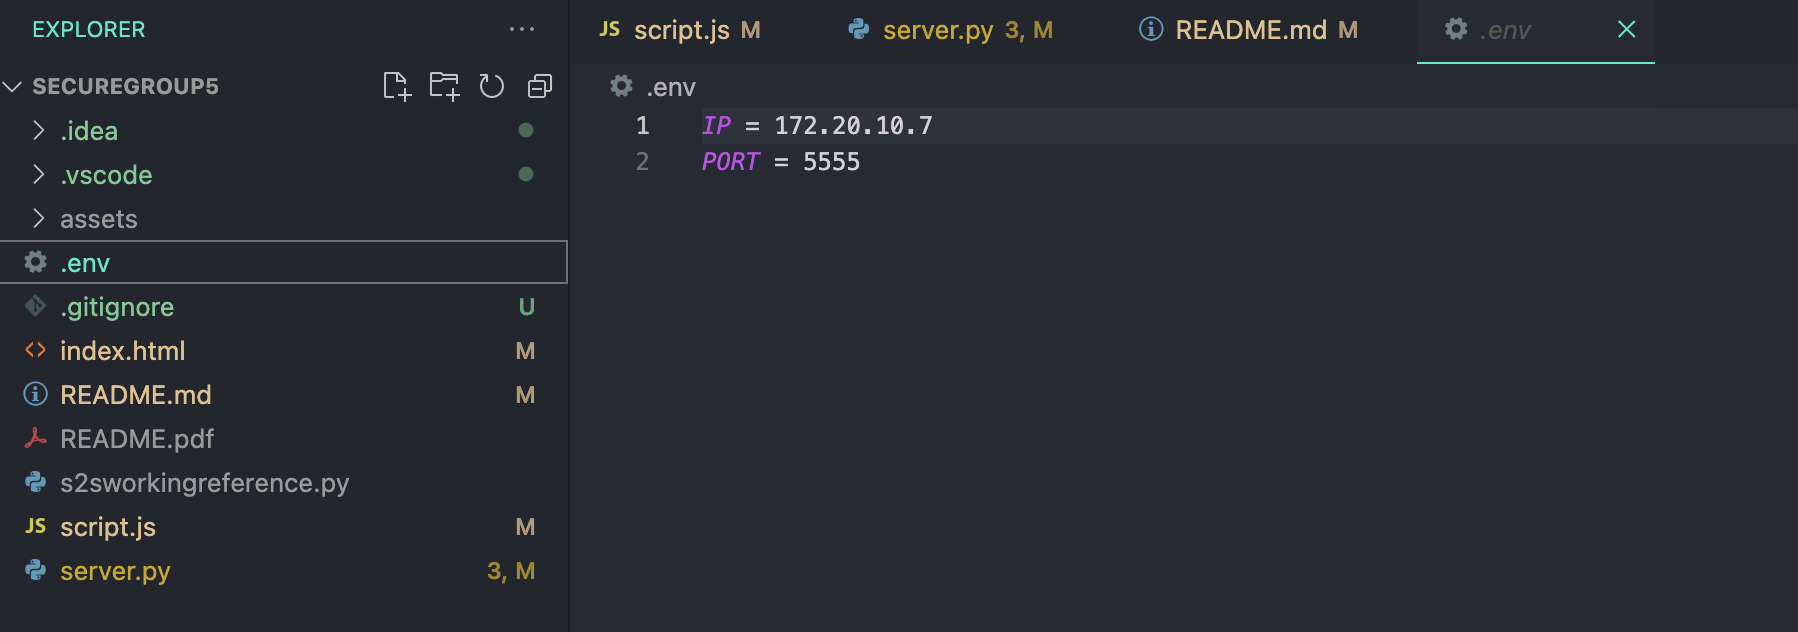 EXPLORER
SECUREGROUP5
.idea
.vscode
assets
.env
.gitignore U
index.html M
README.md M
README.pdf
s2sworkingreference.py
JS script.js M
server.py 3, M
JS script.js M server.py 3, M README.md M .env
.env
1 IP = 172.20.10.7
2 PORT = 5555